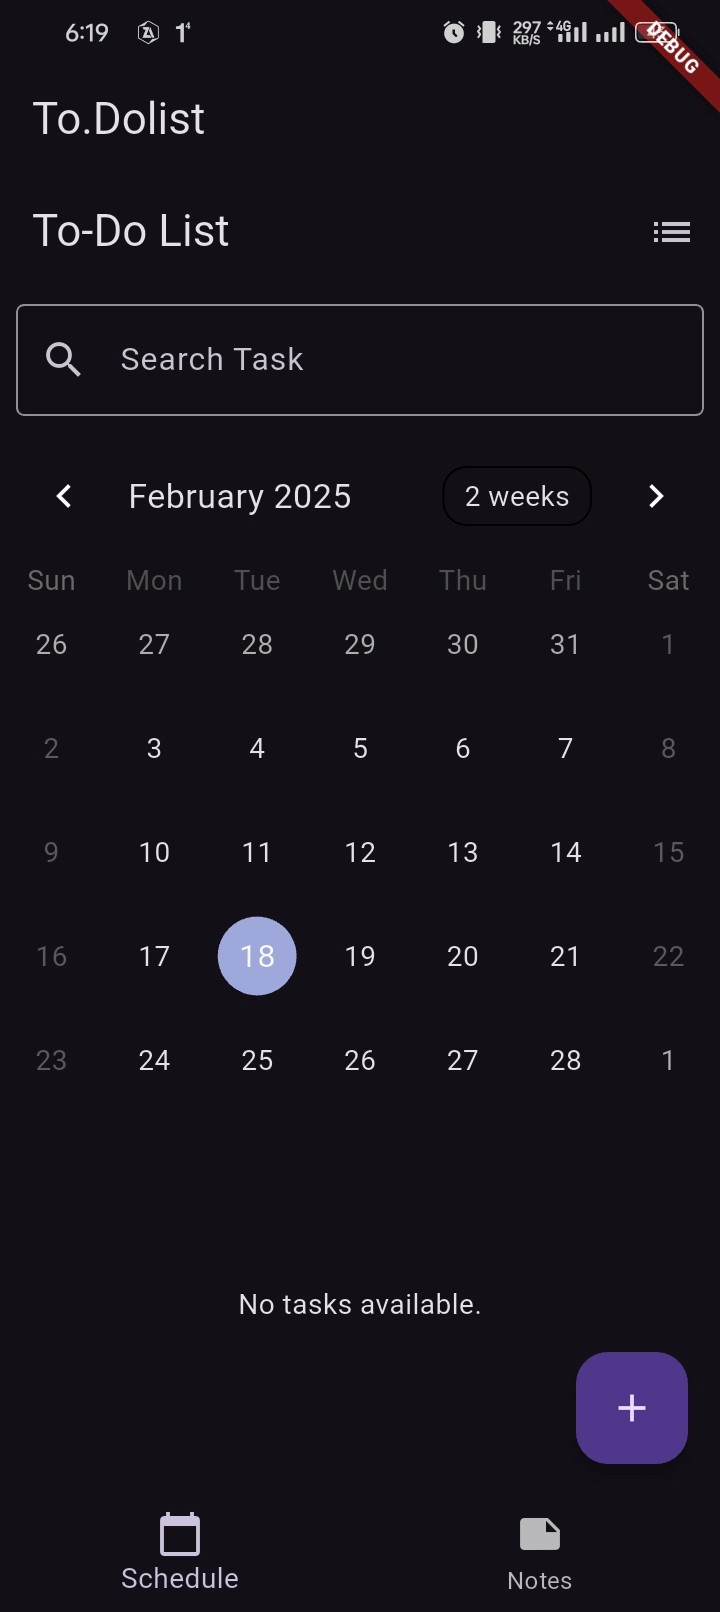 6:19 1⁴ 297 KB/S 4G
DEBUG
To.Dolist
To-Do List
Search Task
February 2025 2 weeks
Sun Mon Tue Wed Thu Fri Sat
26 27 28 29 30 31 1
2 3 4 5 6 7 8
9 10 11 12 13 14 15
16 17 18 19 20 21 22
23 24 25 26 27 28 1
No tasks available.
+
Schedule Notes